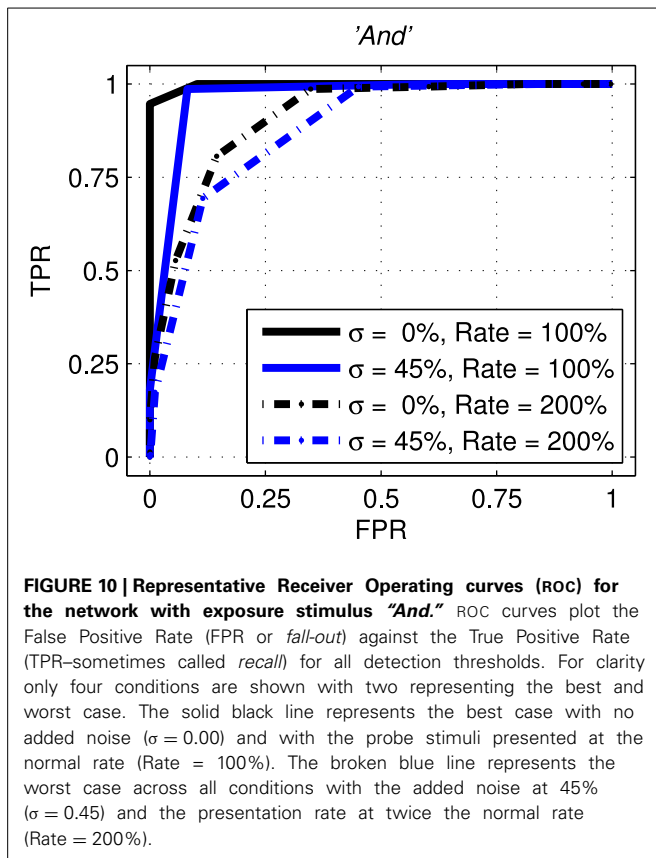 'And'
1
0.75
0.5
0.25
0
TPR
σ = 0%, Rate = 100%
σ = 45%, Rate = 100%
σ = 0%, Rate = 200%
σ = 45%, Rate = 200%
0 0.25 0.5 0.75 1
FPR
FIGURE 10 | Representative Receiver Operating curves (ROC) for
the network with exposure stimulus "And." ROC curves plot the
False Positive Rate (FPR or fall-out) against the True Positive Rate
(TPR–sometimes called recall) for all detection thresholds. For clarity
only four conditions are shown with two representing the best and
worst case. The solid black line represents the best case with no
added noise (σ = 0.00) and with the probe stimuli presented at the
normal rate (Rate = 100%). The broken blue line represents the
worst case across all conditions with the added noise at 45%
(σ = 0.45) and the presentation rate at twice the normal rate
(Rate = 200%).